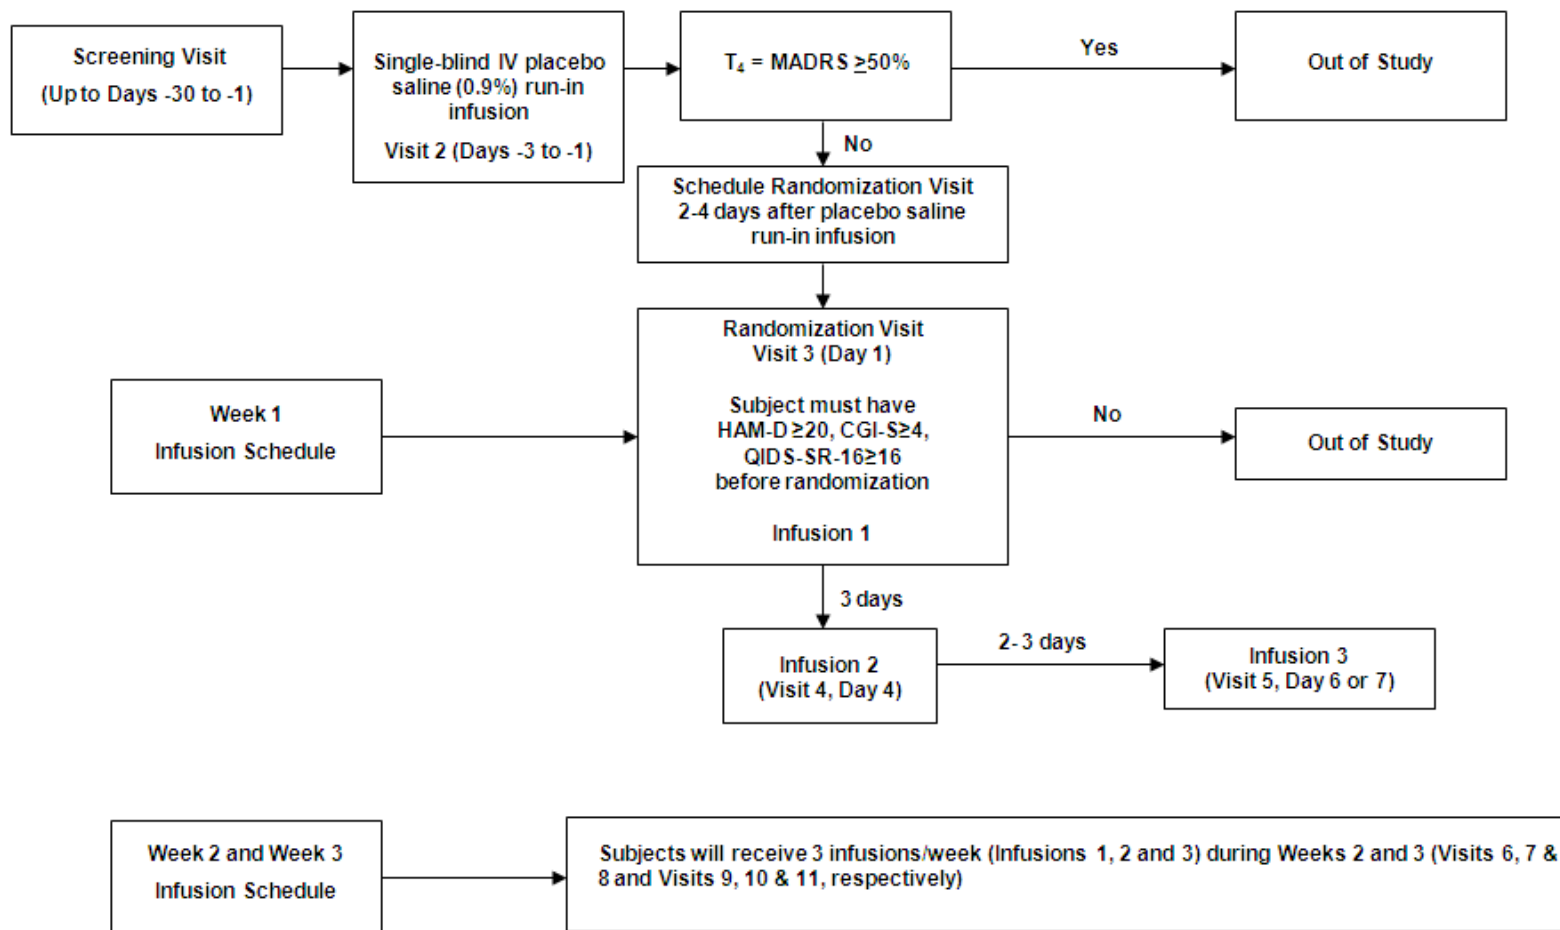 Screening Visit
(Up to Days -30 to -1)
Single-blind IV placebo
saline (0.9%) run-in
infusion
Visit 2 (Days -3 to -1)
T₄ = MADRS ≥50%
Yes
Out of Study
No
Schedule Randomization Visit
2-4 days after placebo saline
run-in infusion
Week 1
Infusion Schedule
Randomization Visit
Visit 3 (Day 1)
Subject must have
HAM-D ≥20, CGI-S≥4,
QIDS-SR-16≥16
before randomization
Infusion 1
No
Out of Study
3 days
Infusion 2
(Visit 4, Day 4)
2- 3 days
Infusion 3
(Visit 5, Day 6 or 7)
Week 2 and Week 3
Infusion Schedule
Subjects will receive 3 infusions/week (Infusions 1, 2 and 3) during Weeks 2 and 3 (Visits 6, 7 &
8 and Visits 9, 10 & 11, respectively)